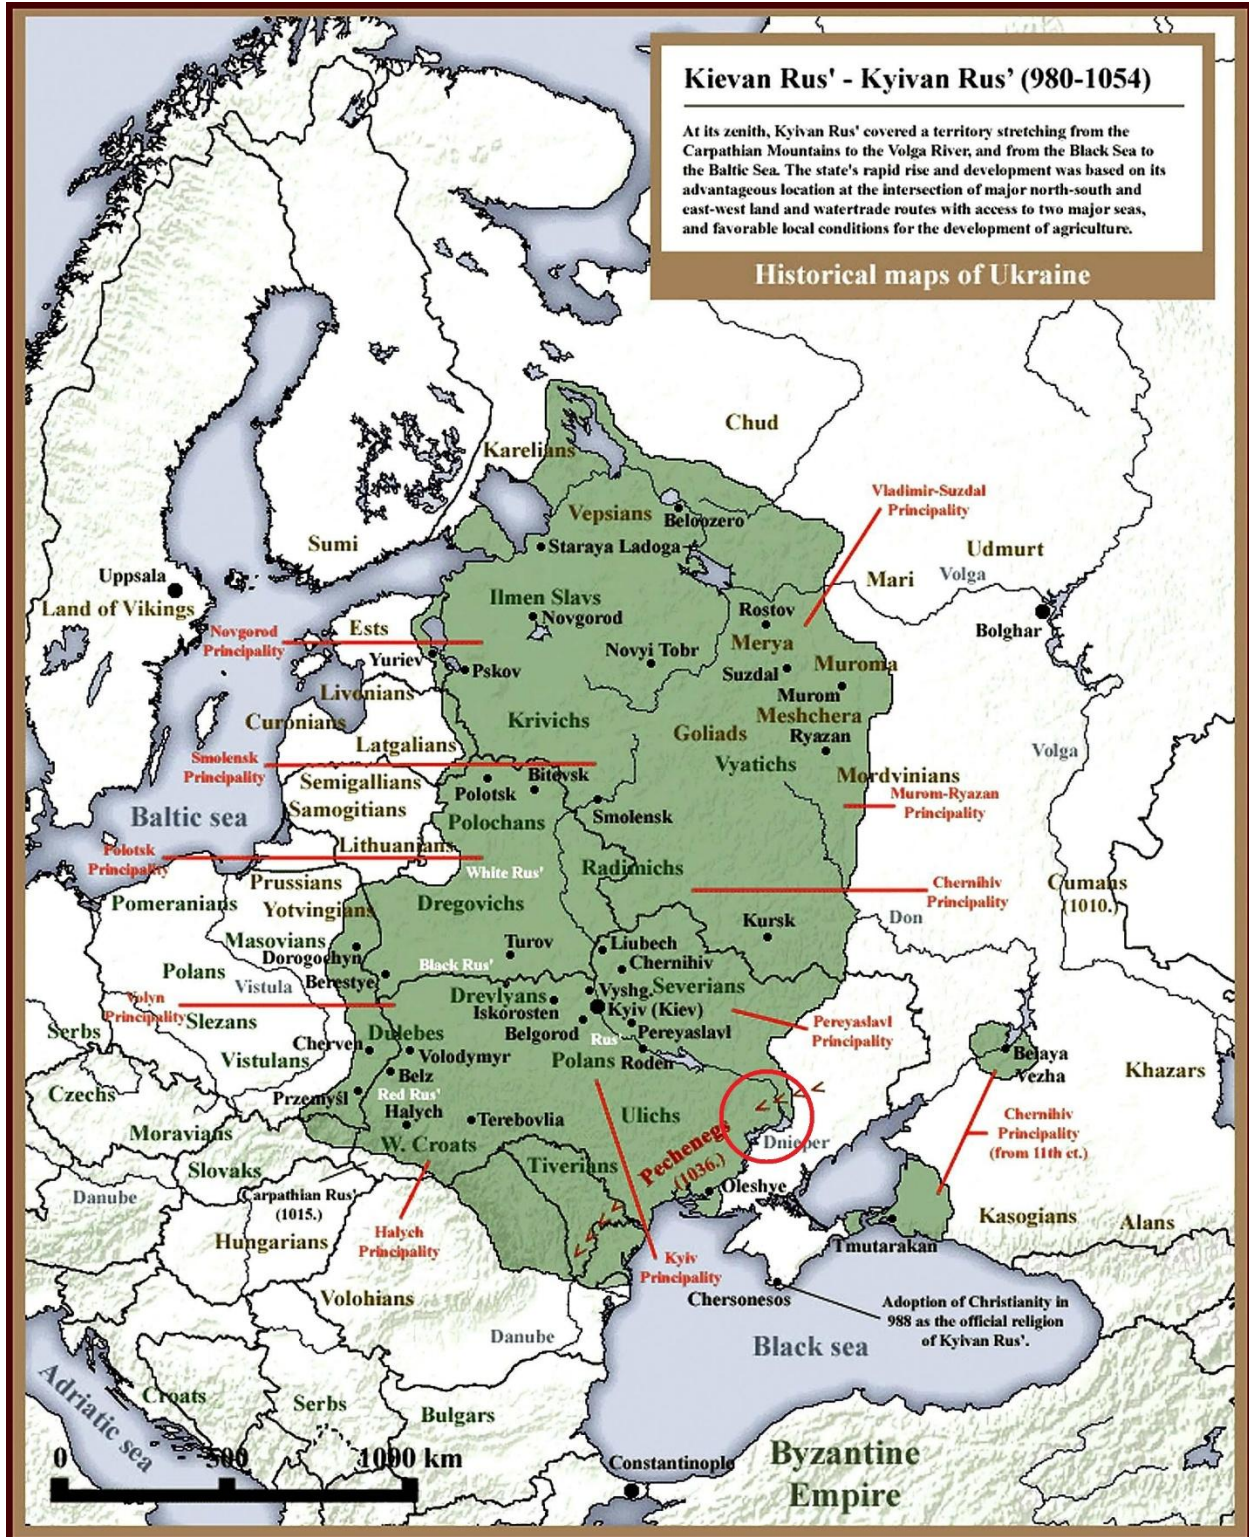 Kievan Rus' - Kyivan Rus’ (980-1054)
At its zenith, Kyivan Rus' covered a territory stretching from the
Carpathian Mountains to the Volga River, and from the Black Sea to
the Baltic Sea. The state's rapid rise and development was based on its
advantageous location at the intersection of major north-south and
east-west land and watertrade routes with access to two major seas,
and favorable local conditions for the development of agriculture.
Historical maps of Ukraine
Chud
Karelians
Vladimir-Suzdal
Principality
Vepsians
Beloozero
Sumi
Staraya Ladoga
Udmurt
Uppsala
Mari
Volga
Land of Vikings
Ilmen Slavs
Rostov
Novgorod
Bolghar
Novgorod
Principality
Ests
Merya
Yuriev
Pskov
Novyi Tobr
Suzdal
Muroma
Livonians
Murom
Curonians
Krivichs
Meshchera
Goliads
Ryazan
Latgalians
Volga
Smolensk
Principality
Vyatichs
Semigallians
Bitevsk
Mordvinians
Polotsk
Murom-Ryazan
Principality
Samogitians
Baltic sea
Smolensk
Polochans
Lithuanians
Polotsk
Principality
White Rus'
Radimichs
Prussians
Chernihiv
Principality
Cumans
(1010.)
Pomeranians
Yotvingians
Dregovichs
Kursk
Don
Masovians
Turov
Liubech
Dorogochyn
Chernihiv
Polans
Black Rus'
Berestye
Vistula
Vyshg.
Severians
Drevlyans
Volyn
Principality
Iskorosten
Kyiv (Kiev)
Slezans
Serbs
Dulebes
Belgorod
Rus'
Pereyaslavl
Pereyaslavl
Principality
Cherven
Volodymyr
Vistulans
Polans
Roden
Belaya
Vezha
Khazars
Belz
Czechs
Przemyśl
Red Rus'
Halych
Terebovlia
Ulichs
Chernihiv
Principality
(from 11th ct.)
Moravians
W. Croats
Dnieper
Slovaks
Tiverians
Pechenegs
(1036.)
Danube
Carpathian Rus'
(1015.)
Oleshye
Halych
Principality
Kasogians
Alans
Hungarians
Tmutarakan
Kyiv
Principality
Volohians
Chersonesos
Adoption of Christianity in
988 as the official religion
of Kyivan Rus'.
Danube
Black sea
Adriatic sea
Croats
Serbs
Bulgars
0 500 1000 km
Constantinople
Byzantine
Empire